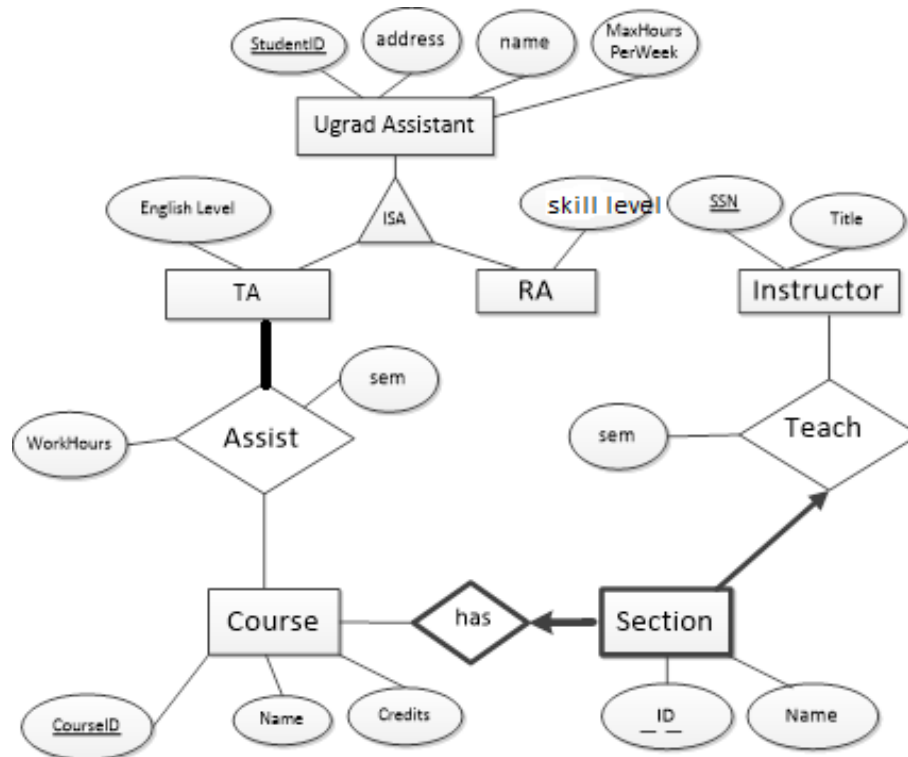 StudentID
address
name
MaxHours
PerWeek
Ugrad Assistant
English Level
ISA
skill level
SSN
Title
TA
RA
Instructor
sem
WorkHours
Assist
sem
Teach
Course
has
Section
CourseID
Name
Credits
ID
Name